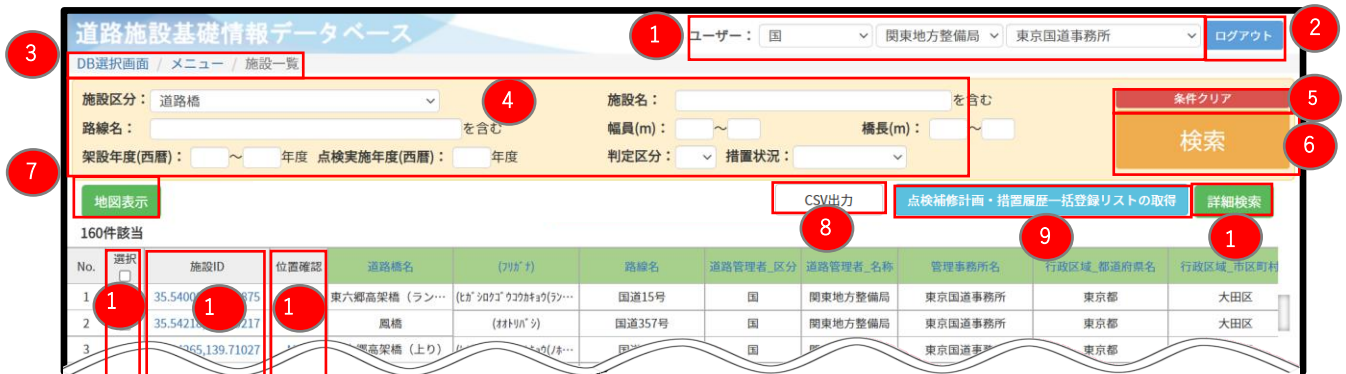 道路施設基礎情報データベース
1 ユーザー： 国 関東地方整備局 東京国道事務所 ログアウト 2
3 DB選択画面 / メニュー / 施設一覧
施設区分： 道路橋 4 施設名： を含む 条件クリア 5
路線名： を含む 幅員(m)： ～ 橋長(m)： ～ 検索 6
架設年度(西暦)： ～ 年度 点検実施年度(西暦)： 年度 判定区分： 措置状況：
7 地図表示 CSV出力 点検補修計画・措置履歴一括登録リストの取得 詳細検索
8 9 1
160件該当
No. 選択 施設ID 位置確認 道路橋名 (ﾌﾘｶﾞﾅ) 路線名 道路管理者_区分 道路管理者_名称 管理事務所名 行政区域_都道府県名 行政区域_市区町村
1 1 35.540 1 875 1 東六郷高架橋（ラン… (ﾋｶﾞｼﾛｸｺﾞｳｺｳｶｷｮｳ(ﾗﾝ… 国道15号 国 関東地方整備局 東京国道事務所 東京都 大田区
2 35.5421 217 鳳橋 (ｵｵﾄﾘﾊﾞｼ) 国道357号 国 関東地方整備局 東京国道事務所 東京都 大田区
3 265,139.71027 郷高架橋（上り） 国 東京国道事 東京都